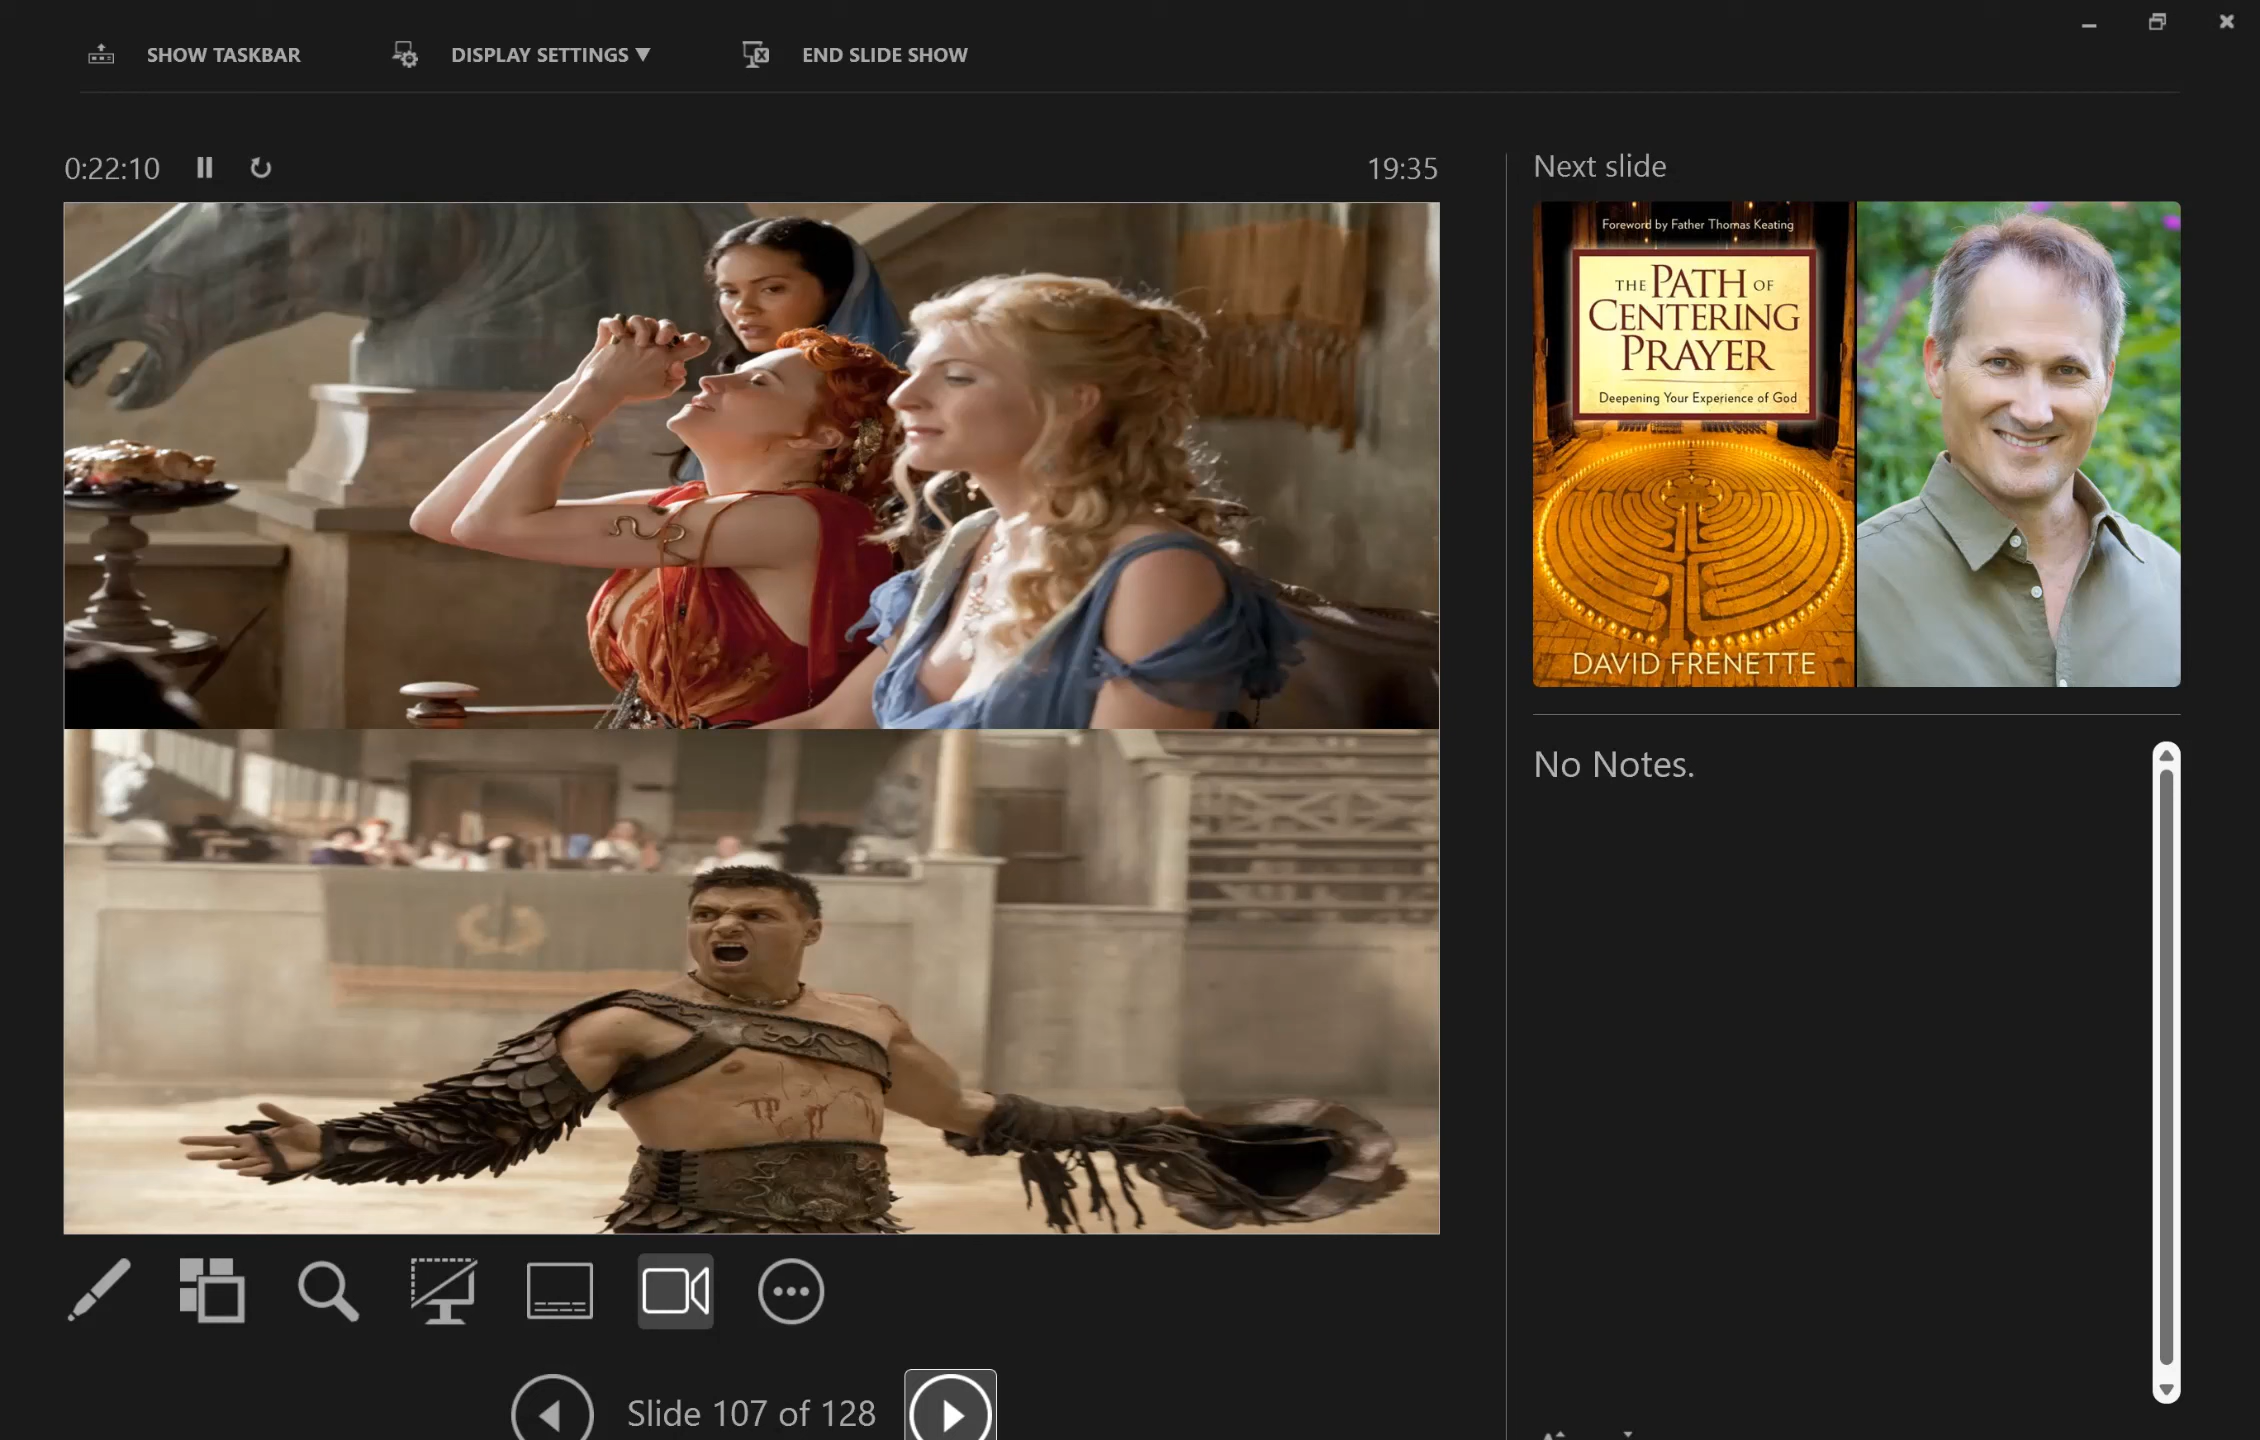 SHOW TASKBAR
DISPLAY SETTINGS ▼
END SLIDE SHOW
0:22:10
19:35
Next slide
Foreword by Father Thomas Keating
THE PATH OF
CENTERING
PRAYER
Deepening Your Experience of God
DAVID FRENETTE
No Notes.
Slide 107 of 128